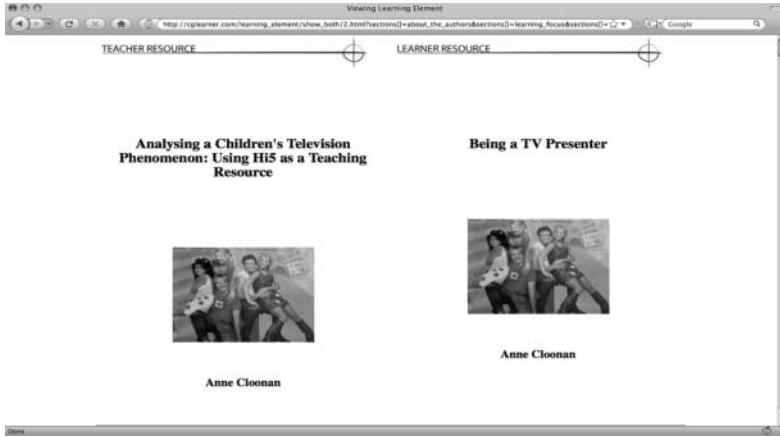 Viewing Learning Element
http://cglearner.com/learning_element/show_both/2.html?sections[]=about_the_authors&sections[]=learning_focus&sections[]=
Google
TEACHER RESOURCE
Analysing a Children's Television
Phenomenon: Using Hi5 as a Teaching
Resource
Anne Cloonan
LEARNER RESOURCE
Being a TV Presenter
Anne Cloonan
Done